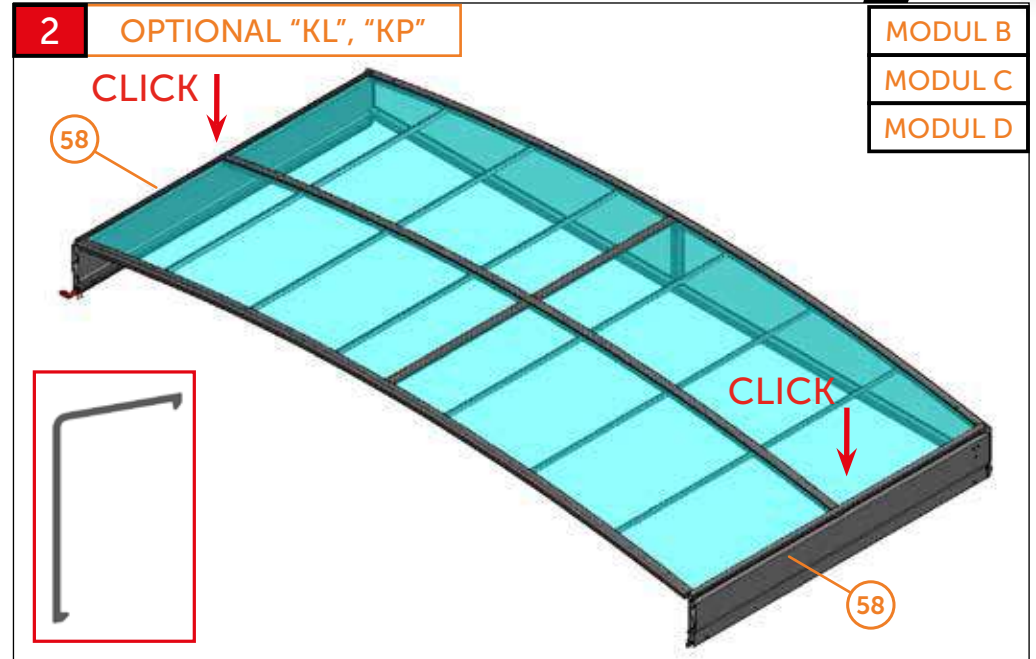 2
OPTIONAL “KL”, “KP”
MODUL B
MODUL C
MODUL D
CLICK
58
CLICK
58